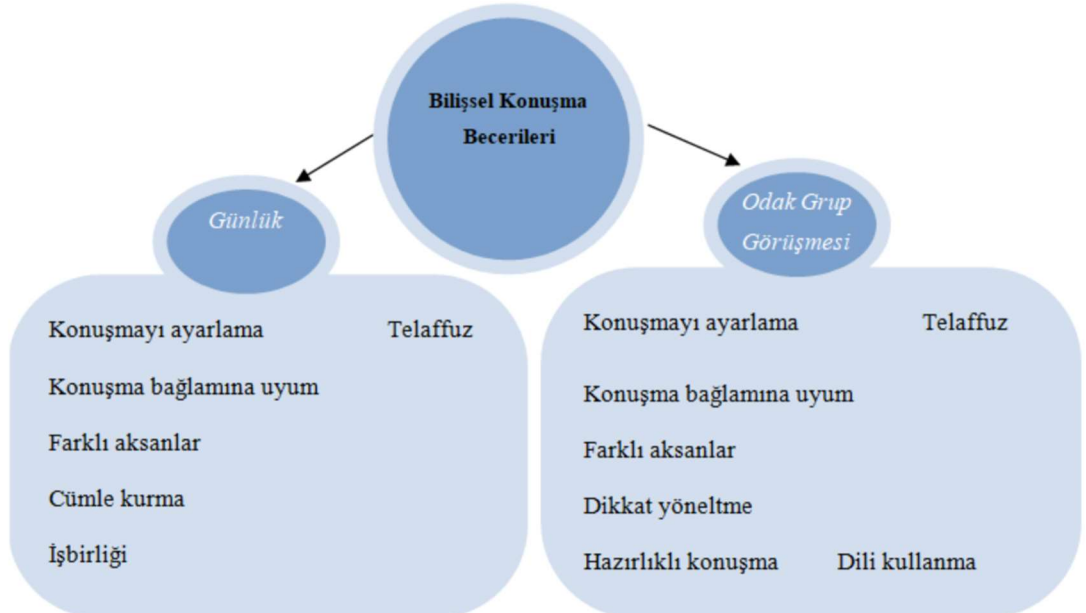 Bilişsel Konuşma
Becerileri
Günlük
Konuşmayı ayarlama Telaffuz
Konuşma bağlamına uyum
Farklı aksanlar
Cümle kurma
İşbirliği
Odak Grup
Görüşmesi
Konuşmayı ayarlama Telaffuz
Konuşma bağlamına uyum
Farklı aksanlar
Dikkat yöneltme
Hazırlıklı konuşma Dili kullanma